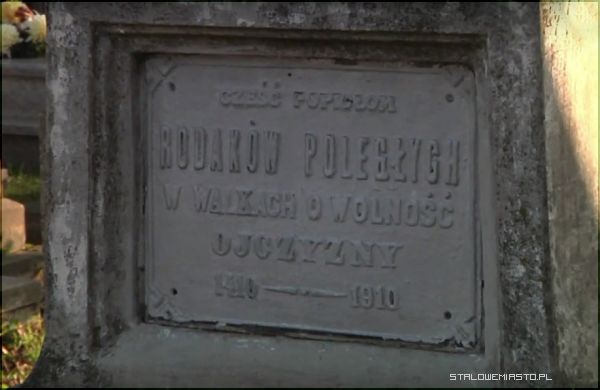 CZEŚĆ POPIOŁOM
RODAKÓW POLEGŁYCH
W WALKACH O WOLNOŚĆ
OJCZYZNY
1410 — 1910
STALOWEMIASTO.PL